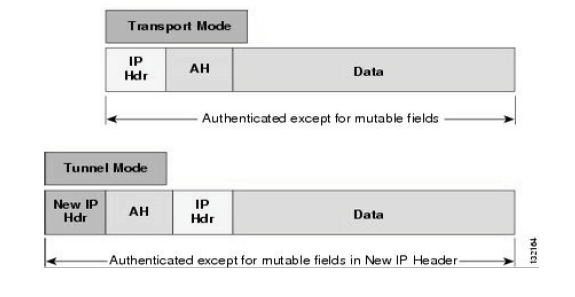 Transport Mode
IP
Hdr
AH
Data
Authenticated except for mutable fields
Tunnel Mode
New IP
Hdr
AH
IP
Hdr
Data
Authenticated except for mutable fields in New IP Header
132164